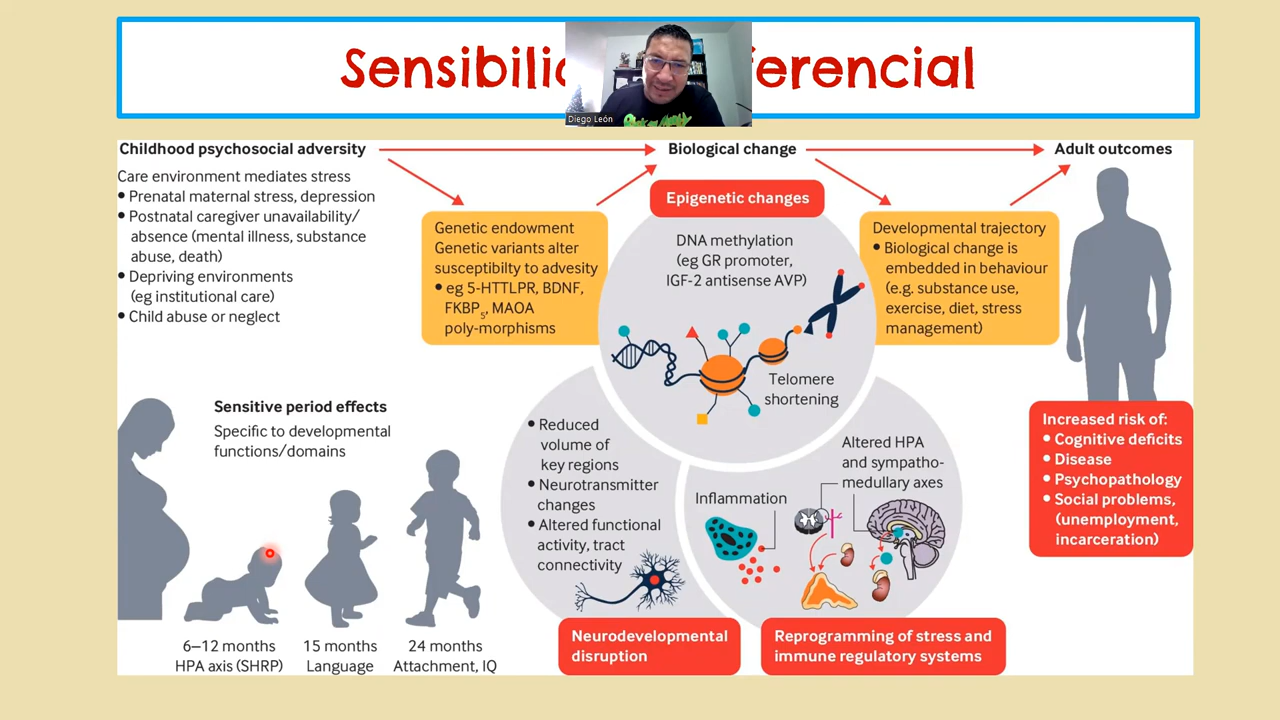 Sensibili ferencial
Diego León
Childhood psychosocial adversity
Biological change
Adult outcomes
Care environment mediates stress
• Prenatal maternal stress, depression
• Postnatal caregiver unavailability/
absence (mental illness, substance
abuse, death)
• Depriving environments
(eg institutional care)
• Child abuse or neglect
Genetic endowment
Genetic variants alter
susceptibilty to advesity
• eg 5-HTTLPR, BDNF,
FKBP5, MAOA
poly-morphisms
Epigenetic changes
DNA methylation
(eg GR promoter,
IGF-2 antisense AVP)
Telomere
shortening
Developmental trajectory
• Biological change is
embedded in behaviour
(e.g. substance use,
exercise, diet, stress
management)
Sensitive period effects
Specific to developmental
functions/domains
6–12 months
HPA axis (SHRP)
15 months
Language
24 months
Attachment, IQ
• Reduced
volume of
key regions
• Neurotransmitter
changes
• Altered functional
activity, tract
connectivity
Neurodevelopmental
disruption
Altered HPA
and sympatho-
medullary axes
Inflammation
Reprogramming of stress and
immune regulatory systems
Increased risk of:
• Cognitive deficits
• Disease
• Psychopathology
• Social problems,
(unemployment,
incarceration)